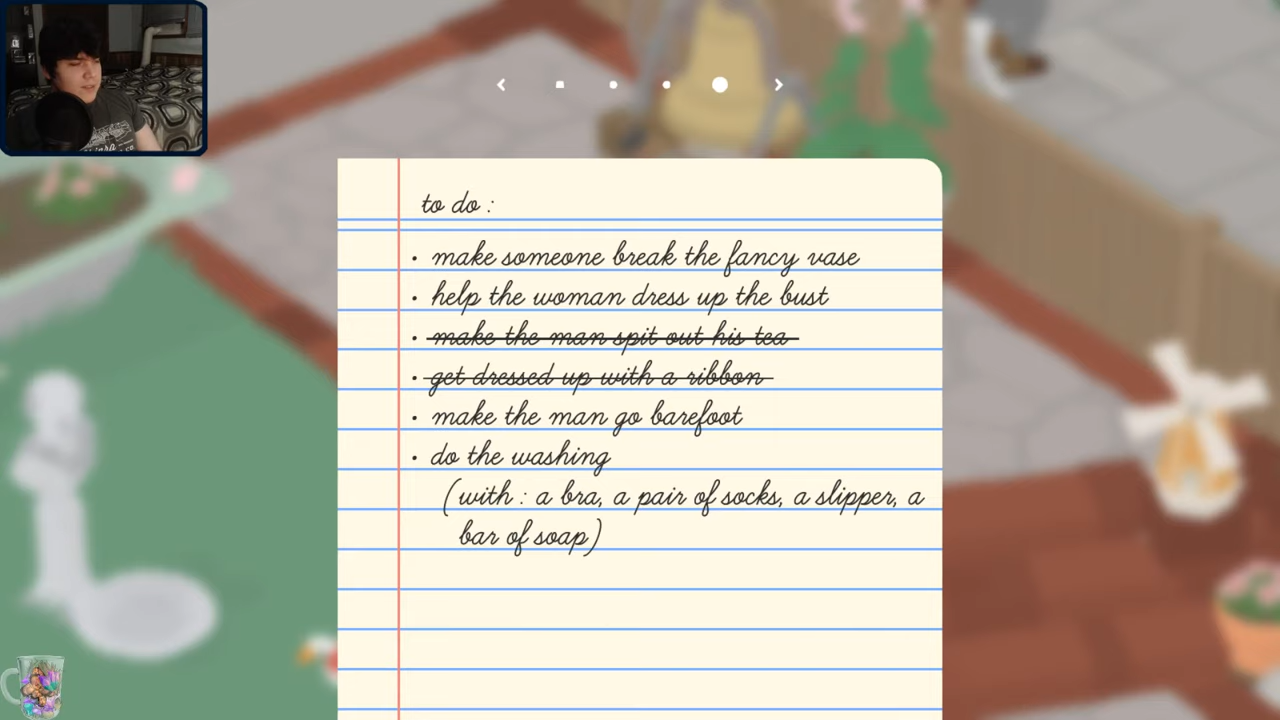 to do :
• make someone break the fancy vase
• help the woman dress up the bust
• make the man spit out his tea
• get dressed up with a ribbon
• make the man go barefoot
• do the washing
(with : a bra, a pair of socks, a slipper, a
bar of soap)